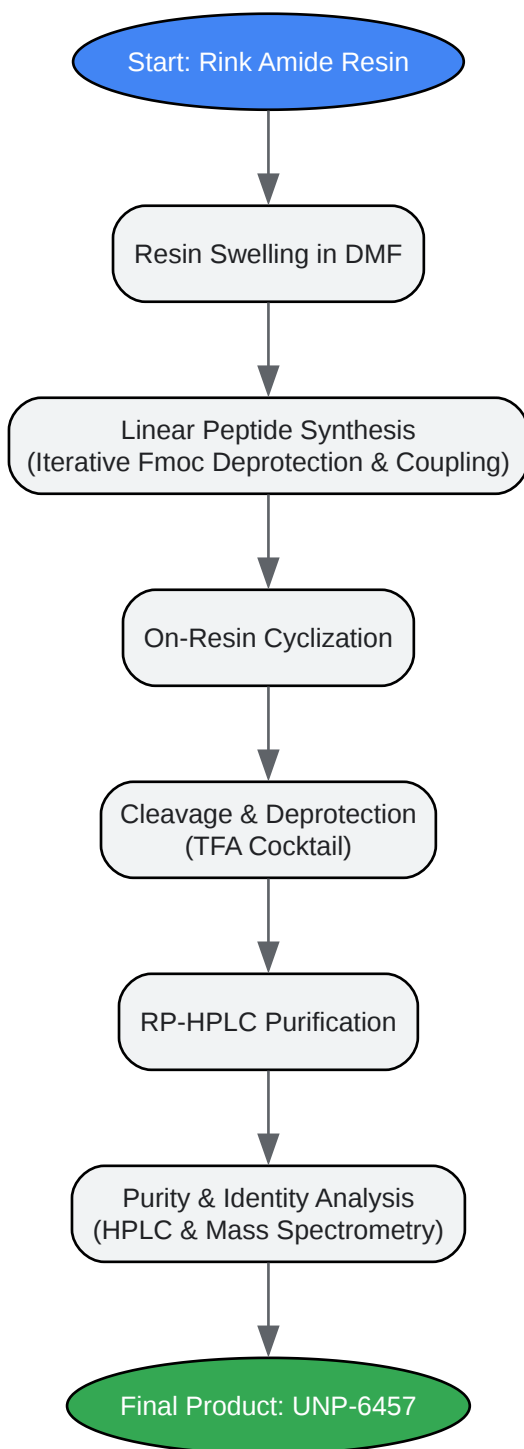 Start: Rink Amide Resin
Resin Swelling in DMF
Linear Peptide Synthesis
(Iterative Fmoc Deprotection & Coupling)
On-Resin Cyclization
Cleavage & Deprotection
(TFA Cocktail)
RP-HPLC Purification
Purity & Identity Analysis
(HPLC & Mass Spectrometry)
Final Product: UNP-6457